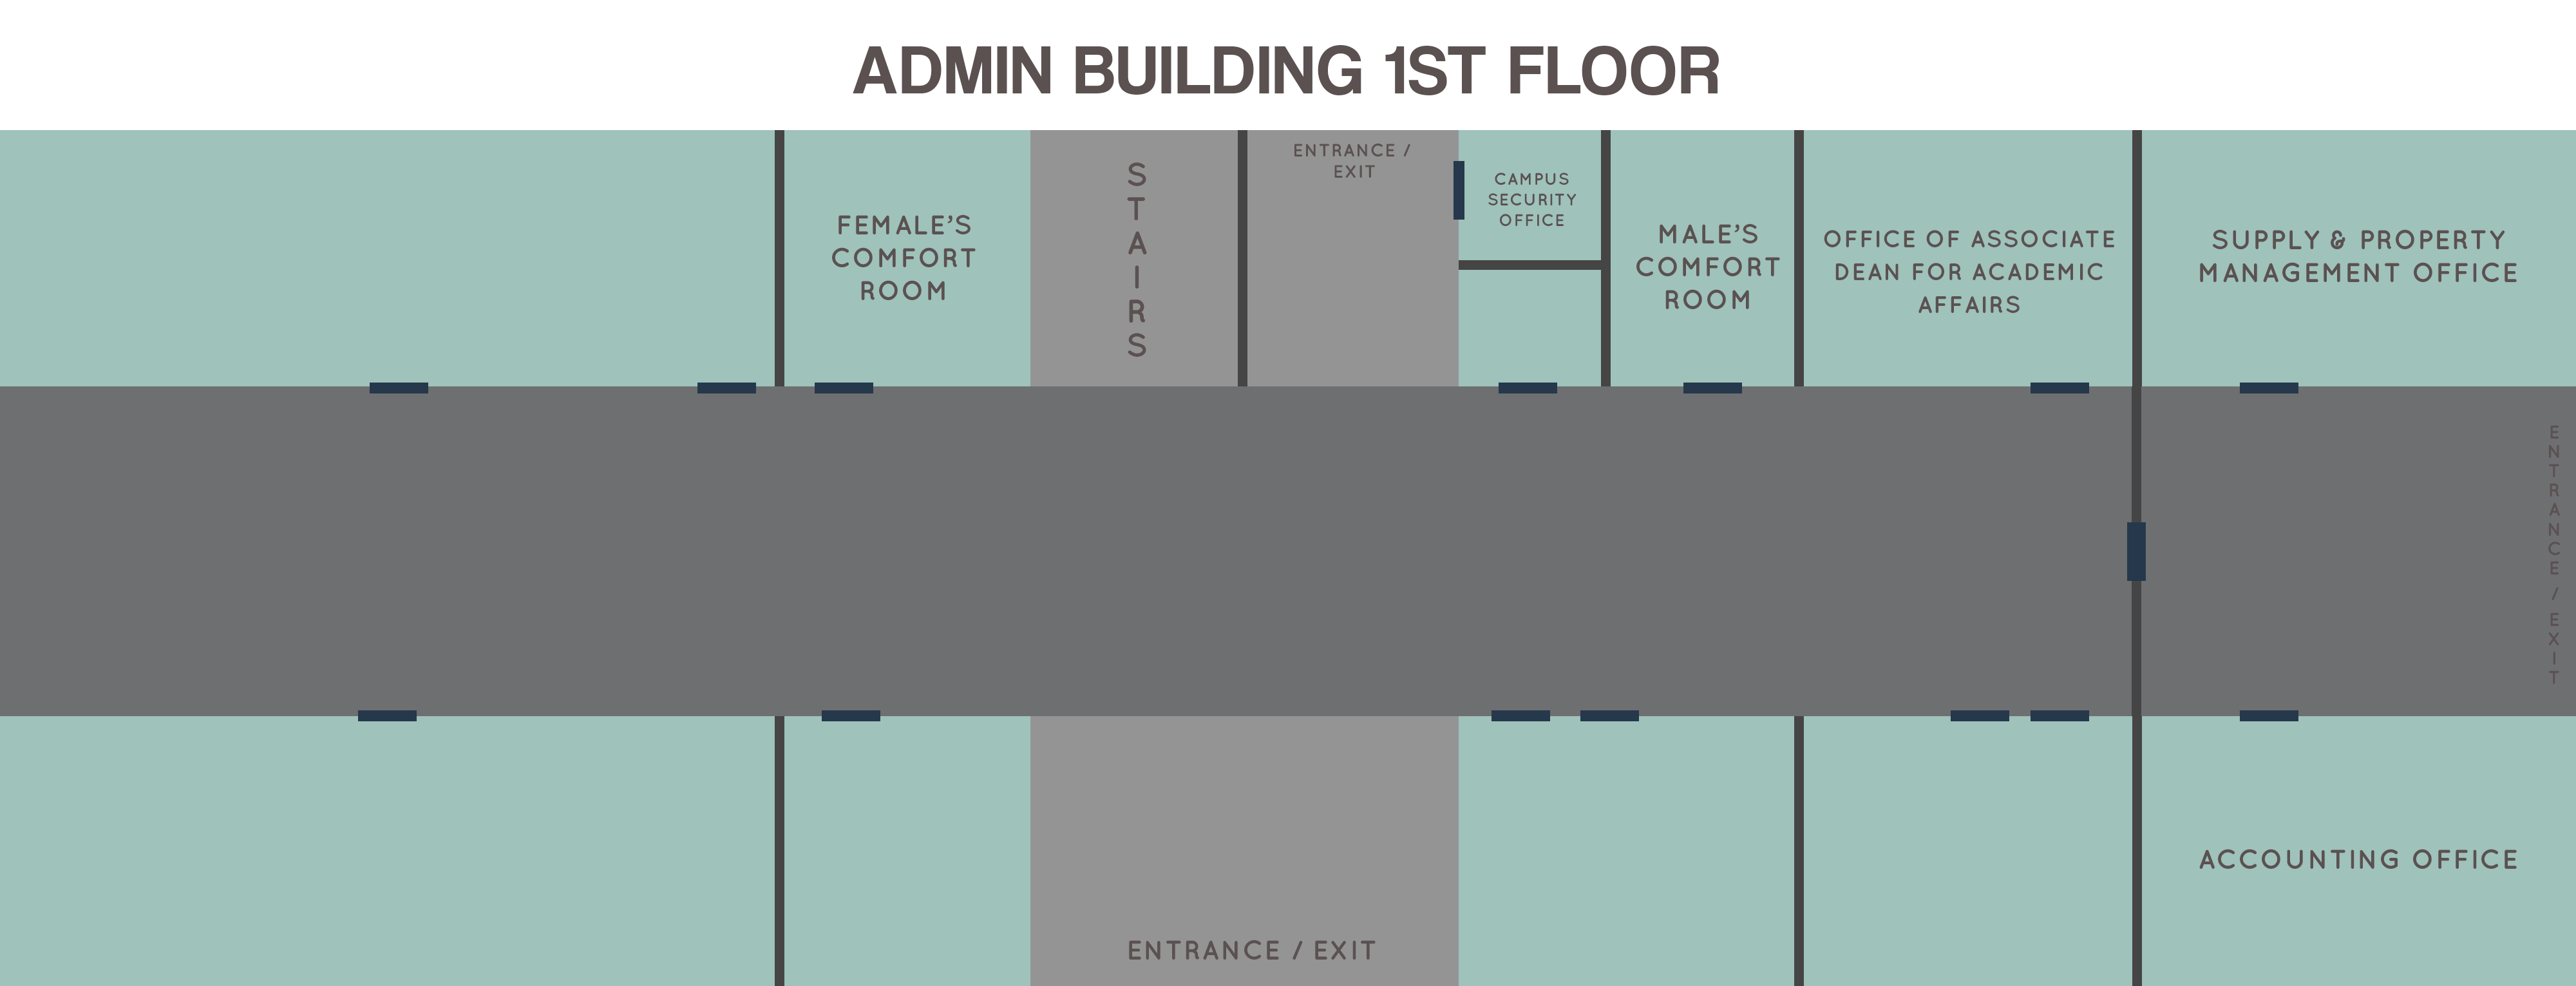 ADMIN BUILDING 1ST FLOOR
FEMALE'S
COMFORT
ROOM
STAIRS
ENTRANCE /
EXIT
CAMPUS
SECURITY
OFFICE
MALE'S
COMFORT
ROOM
OFFICE OF ASSOCIATE
DEAN FOR ACADEMIC
AFFAIRS
SUPPLY & PROPERTY
MANAGEMENT OFFICE
ENTRANCE / EXIT
ACCOUNTING OFFICE
ENTRANCE / EXIT